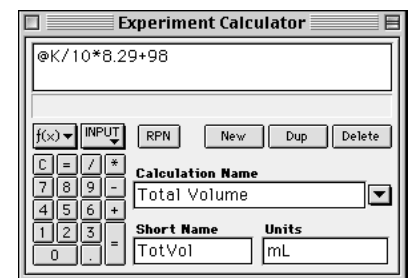 Experiment Calculator
@K/10*8.29+98
f(x) INPUT RPN New Dup Delete
C = / *
7 8 9 -
4 5 6 +
1 2 3 =
0 .
Calculation Name
Total Volume
Short Name Units
TotVol mL